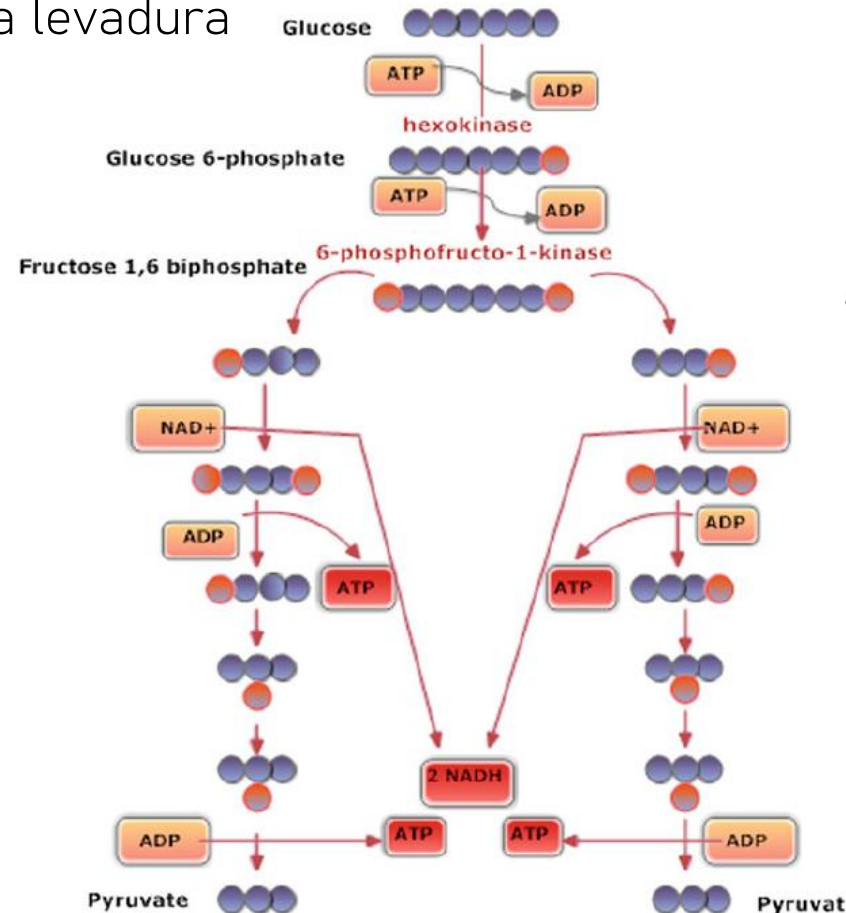 a levadura
Glucose
ATP
ADP
hexokinase
Glucose 6-phosphate
ATP
ADP
6-phosphofructo-1-kinase
Fructose 1,6 biphosphate
NAD+
NAD+
ADP
ADP
ATP
ATP
2 NADH
ADP
ATP
ATP
ADP
Pyruvate
Pyruvat